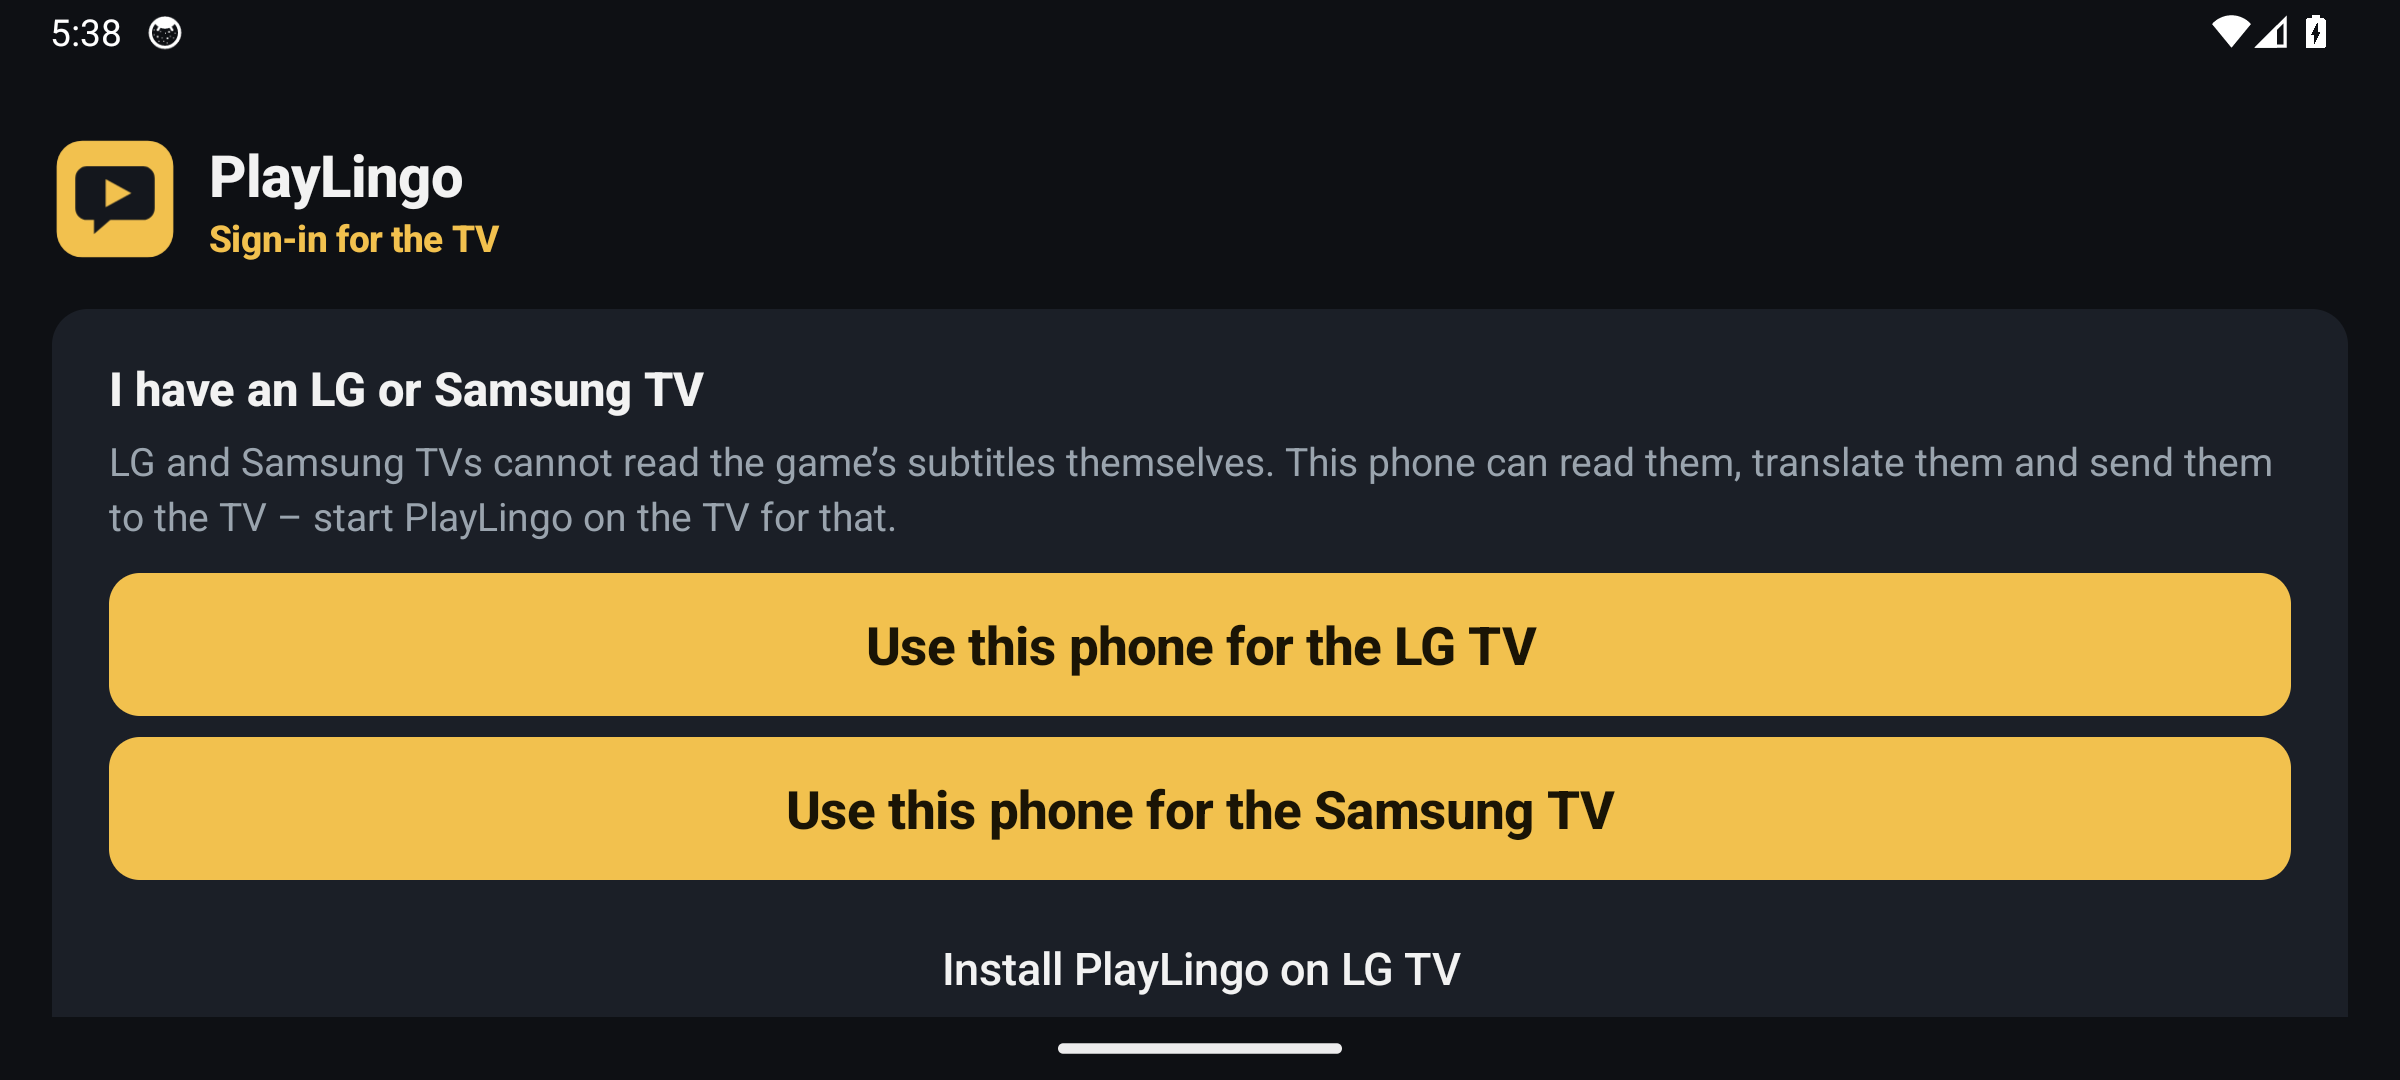 5:38
PlayLingo
Sign-in for the TV
I have an LG or Samsung TV
LG and Samsung TVs cannot read the game’s subtitles themselves. This phone can read them, translate them and send them
to the TV – start PlayLingo on the TV for that.
Use this phone for the LG TV
Use this phone for the Samsung TV
Install PlayLingo on LG TV